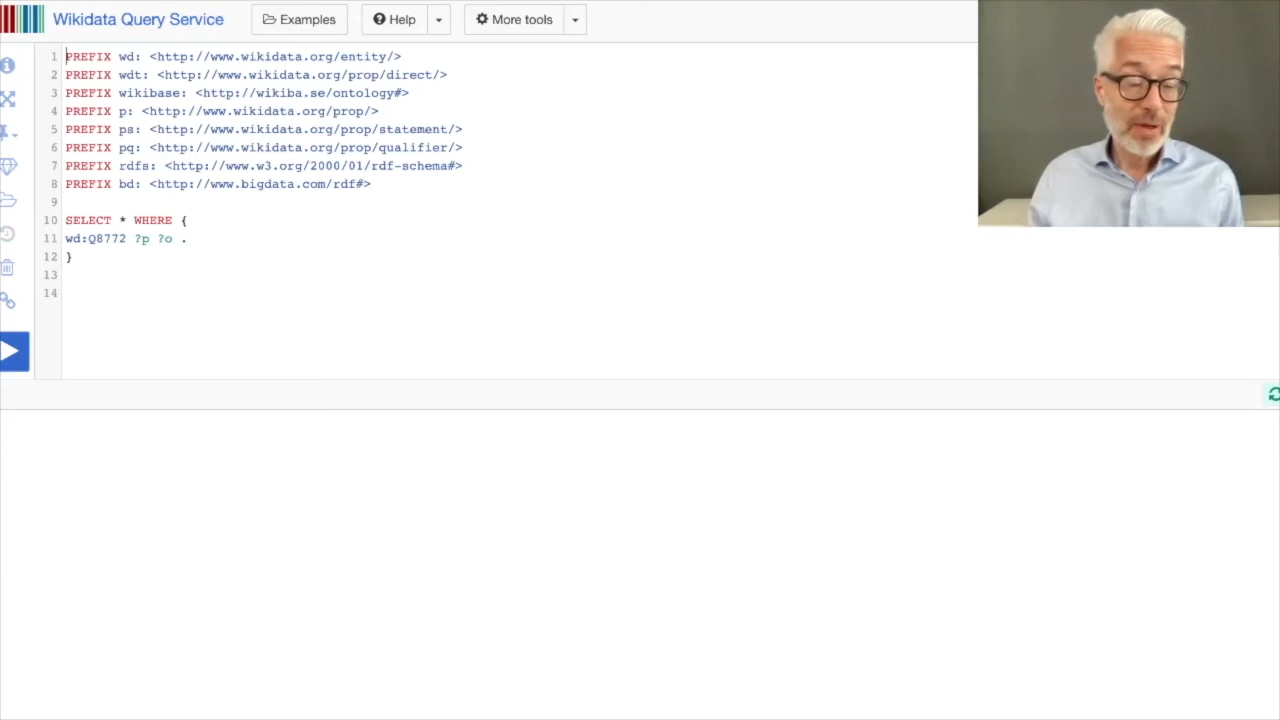 Wikidata Query Service Examples Help More tools
1 PREFIX wd: <http://www.wikidata.org/entity/>
2 PREFIX wdt: <http://www.wikidata.org/prop/direct/>
3 PREFIX wikibase: <http://wikiba.se/ontology#>
4 PREFIX p: <http://www.wikidata.org/prop/>
5 PREFIX ps: <http://www.wikidata.org/prop/statement/>
6 PREFIX pq: <http://www.wikidata.org/prop/qualifier/>
7 PREFIX rdfs: <http://www.w3.org/2000/01/rdf-schema#>
8 PREFIX bd: <http://www.bigdata.com/rdf#>
9
10 SELECT * WHERE {
11 wd:Q8772 ?p ?o .
12 }
13
14